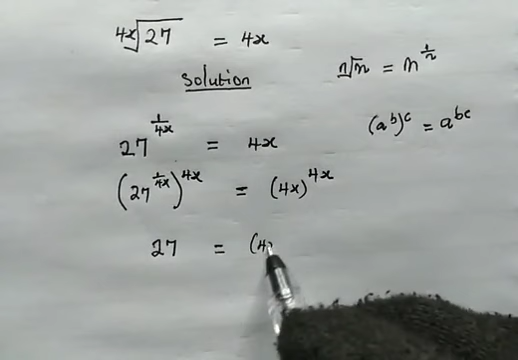 ⁴ˣ√27 = 4x
Solution
ⁿ√n = n^(1/n)
27^(1/4x) = 4x
(a^b)^c = a^bc
(27^(1/4x))^4x = (4x)^4x
27 = (4